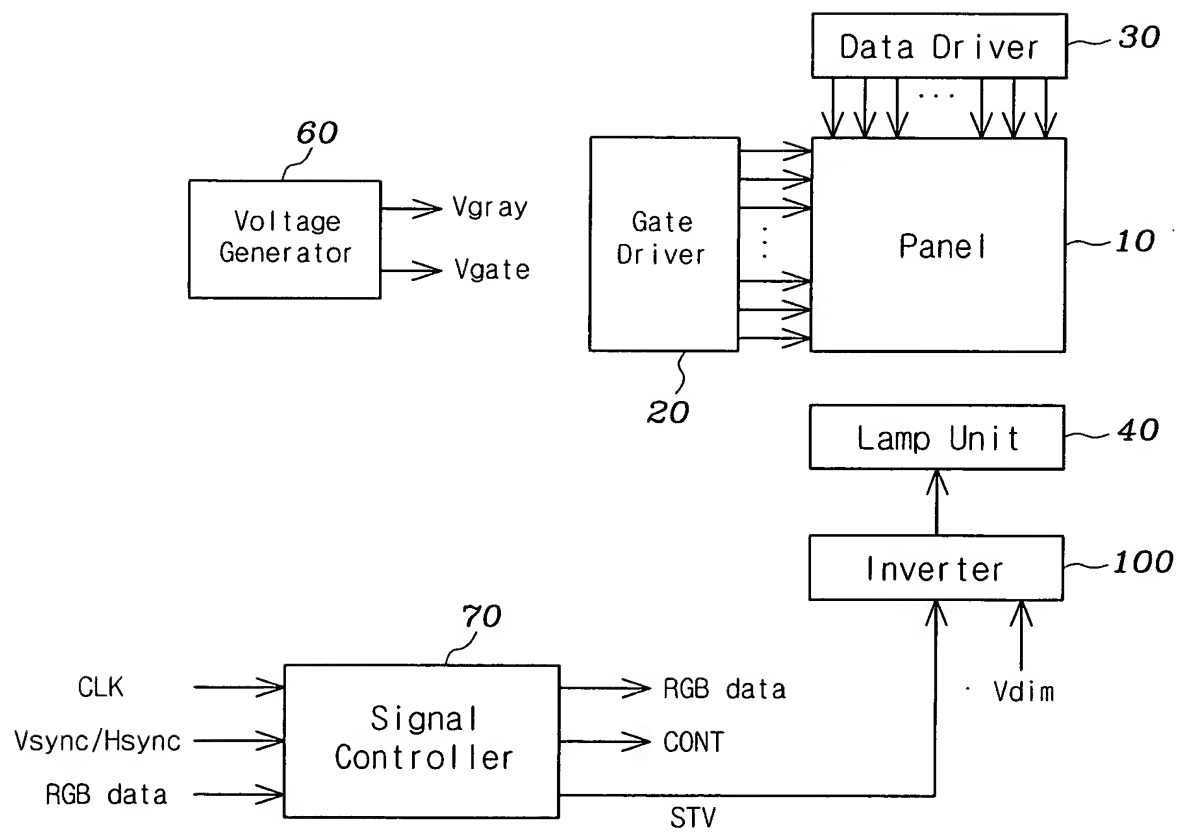 Data Driver
30
60
Voltage
Generator
Vgray
Vgate
Gate
Driver
20
Panel
10
Lamp Unit
40
Inverter
100
Vdim
70
CLK
Vsync/Hsync
RGB data
Signal
Controller
RGB data
CONT
STV